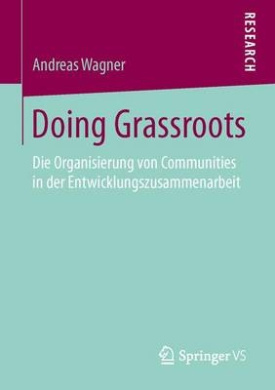 RESEARCH
Andreas Wagner
Doing Grassroots
Die Organisierung von Communities
in der Entwicklungszusammenarbeit
Springer VS